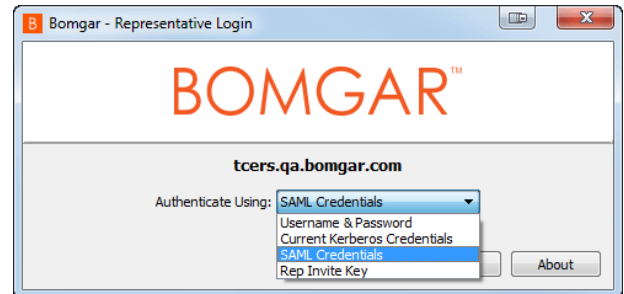 B Bomgar - Representative Login
BOMGAR™
tcers.qa.bomgar.com
Authenticate Using: SAML Credentials
Username & Password
Current Kerberos Credentials
SAML Credentials
Rep Invite Key
About